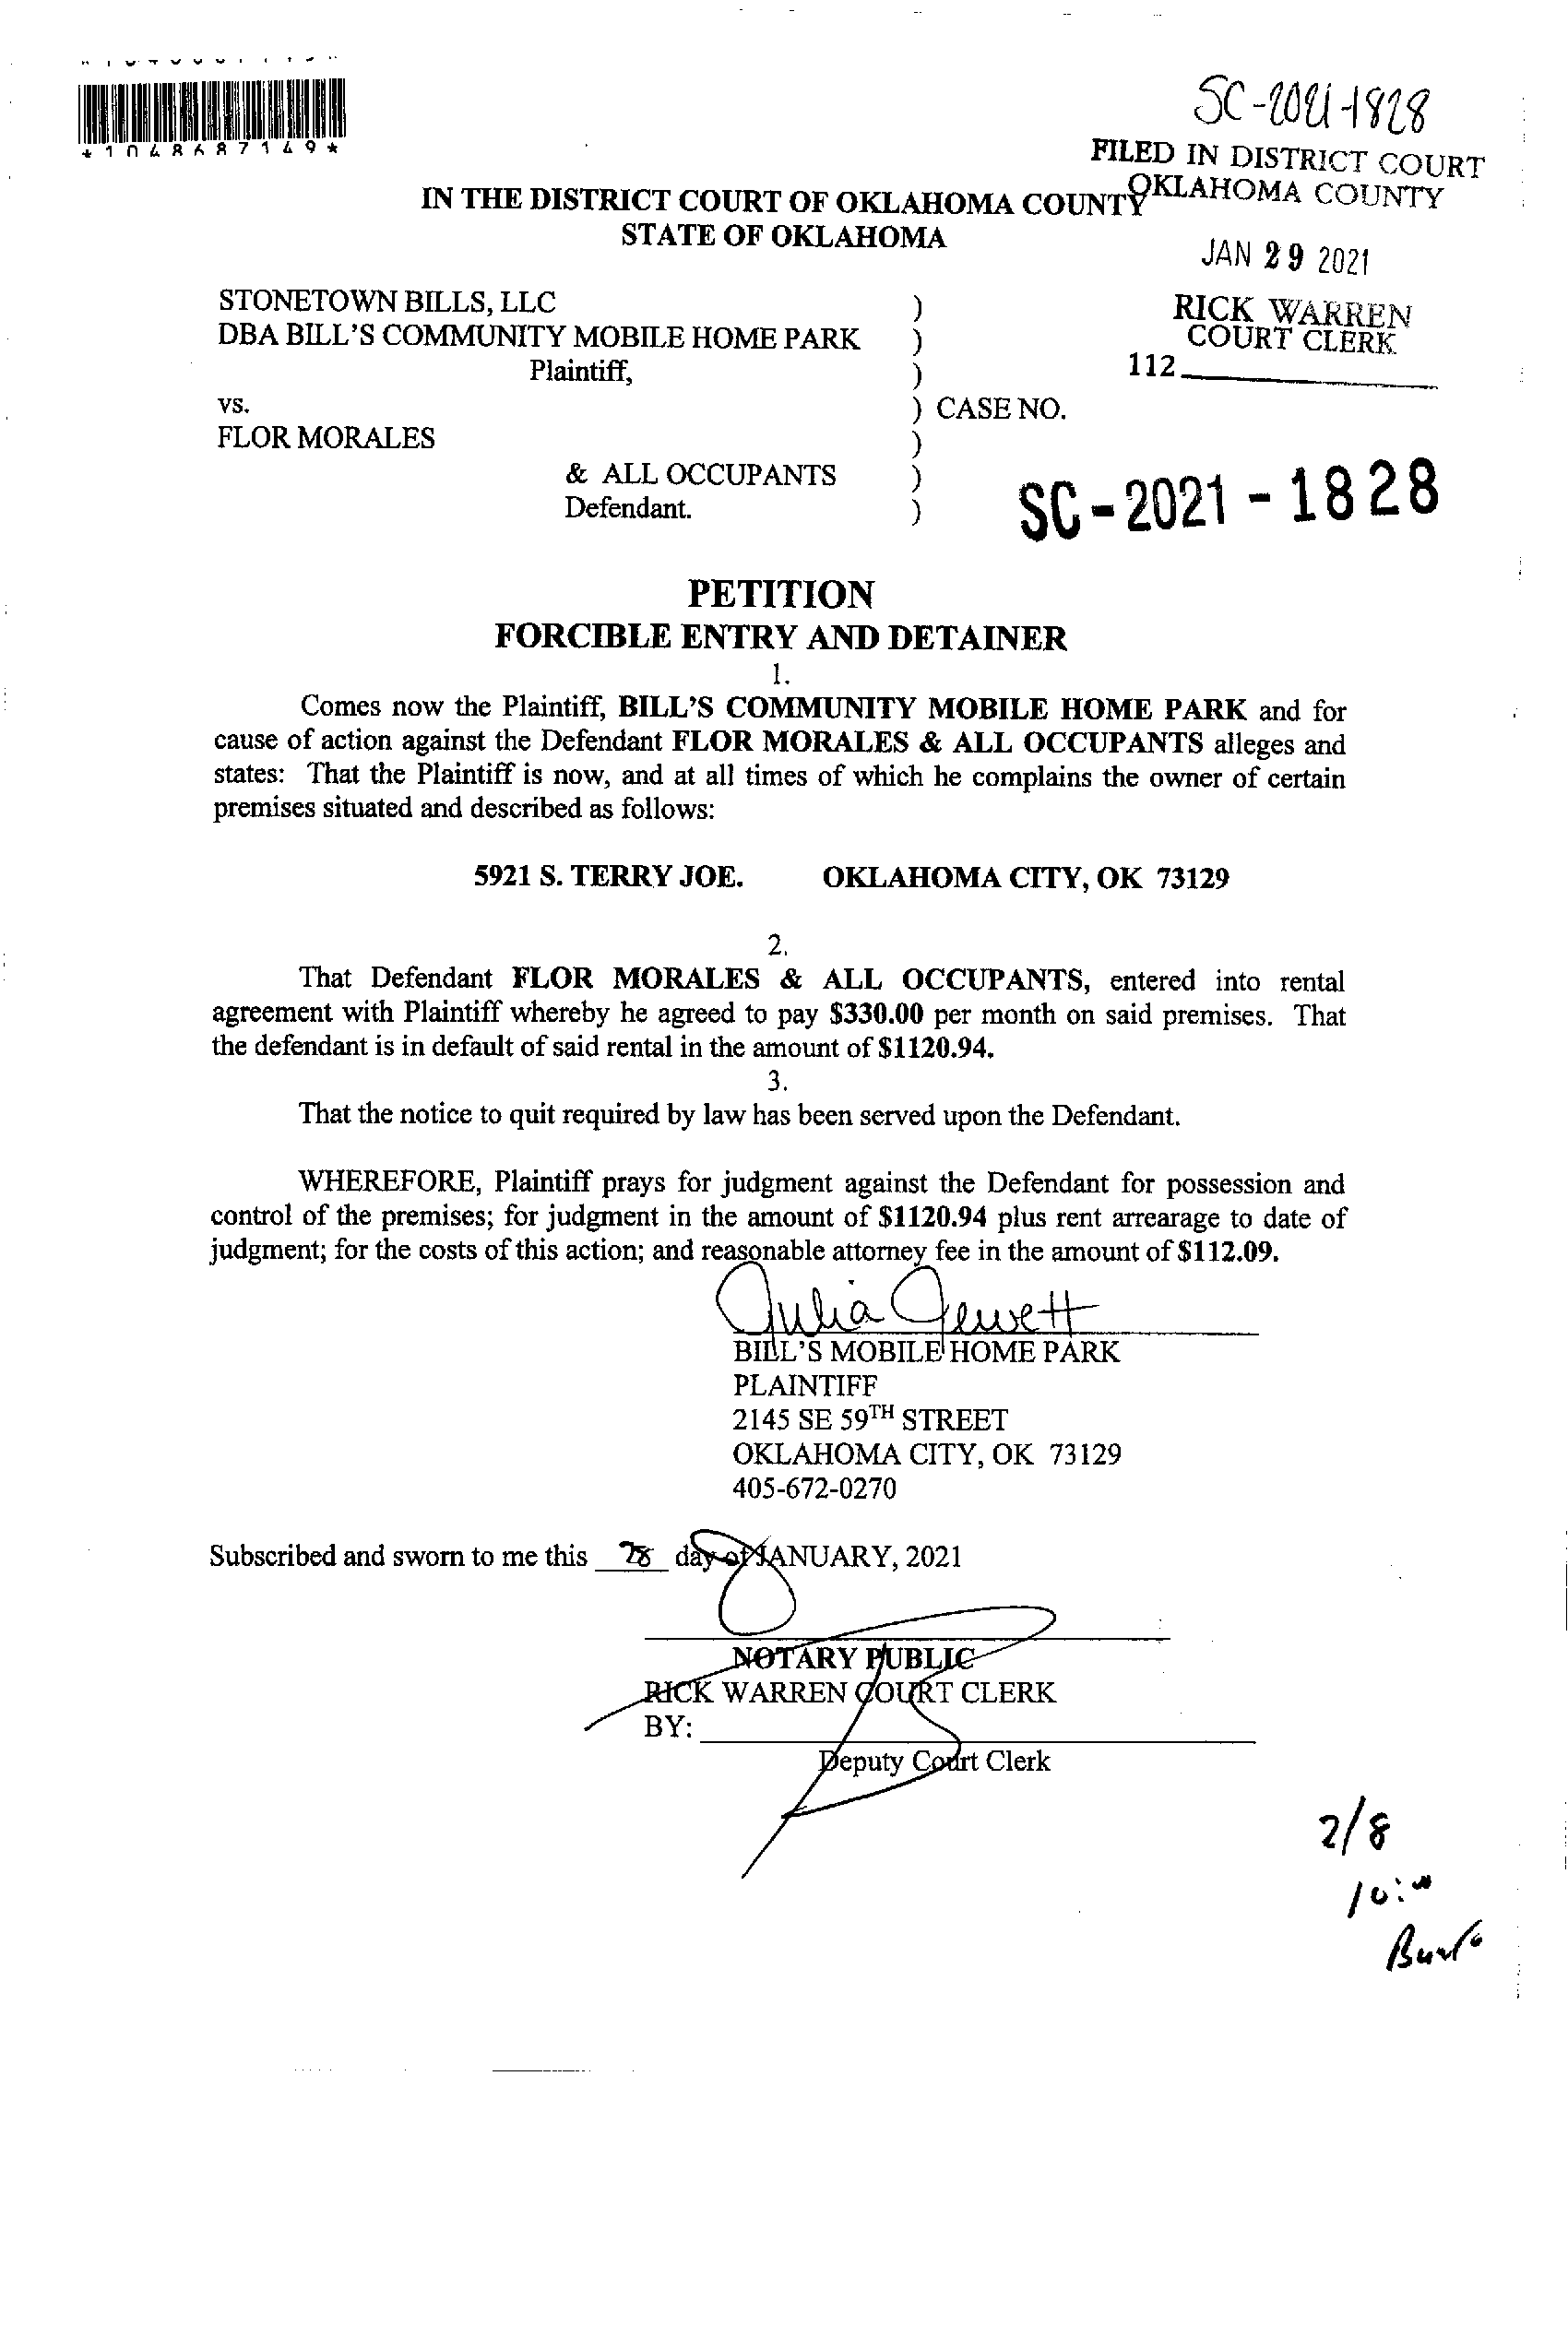 *1048687149*
SC-2021-1828
FILED IN DISTRICT COURT
OKLAHOMA COUNTY
IN THE DISTRICT COURT OF OKLAHOMA COUNTY
STATE OF OKLAHOMA
JAN 29 2021
STONETOWN BILLS, LLC )
DBA BILL'S COMMUNITY MOBILE HOME PARK )
Plaintiff, )
RICK WARREN
COURT CLERK
112
vs. ) CASE NO.
FLOR MORALES )
& ALL OCCUPANTS )
Defendant. )
SC-2021-1828
PETITION
FORCIBLE ENTRY AND DETAINER
1.
Comes now the Plaintiff, BILL'S COMMUNITY MOBILE HOME PARK and for
cause of action against the Defendant FLOR MORALES & ALL OCCUPANTS alleges and
states: That the Plaintiff is now, and at all times of which he complains the owner of certain
premises situated and described as follows:
5921 S. TERRY JOE. OKLAHOMA CITY, OK 73129
2.
That Defendant FLOR MORALES & ALL OCCUPANTS, entered into rental
agreement with Plaintiff whereby he agreed to pay $330.00 per month on said premises. That
the defendant is in default of said rental in the amount of $1120.94.
3.
That the notice to quit required by law has been served upon the Defendant.
WHEREFORE, Plaintiff prays for judgment against the Defendant for possession and
control of the premises; for judgment in the amount of $1120.94 plus rent arrearage to date of
judgment; for the costs of this action; and reasonable attorney fee in the amount of $112.09.
Julia Jewett
BILL'S MOBILE HOME PARK
PLAINTIFF
2145 SE 59TH STREET
OKLAHOMA CITY, OK 73129
405-672-0270
Subscribed and sworn to me this 28 day of JANUARY, 2021
NOTARY PUBLIC
RICK WARREN COURT CLERK
BY:
Deputy Court Clerk
2/8
10:00